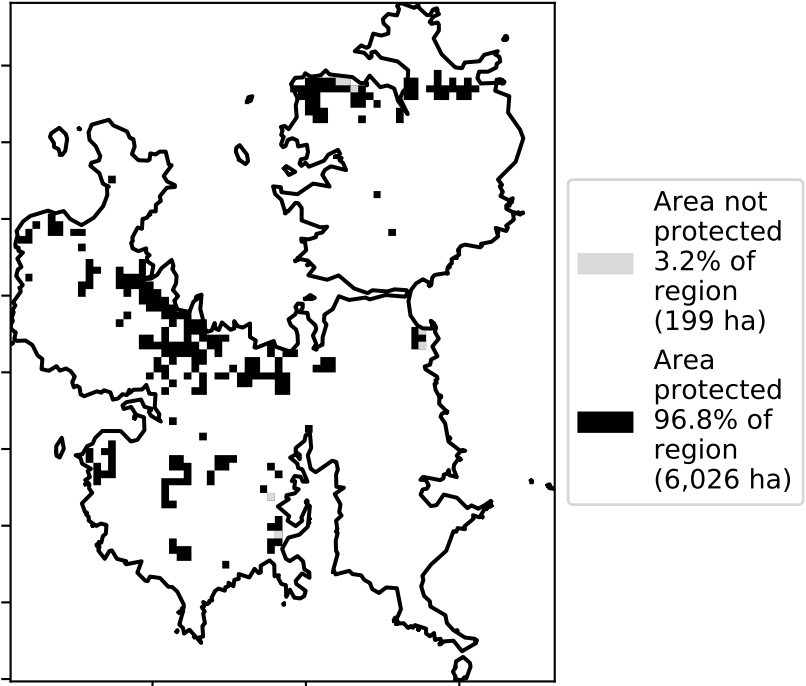 Area not
protected
3.2% of
region
(199 ha)
Area
protected
96.8% of
region
(6,026 ha)